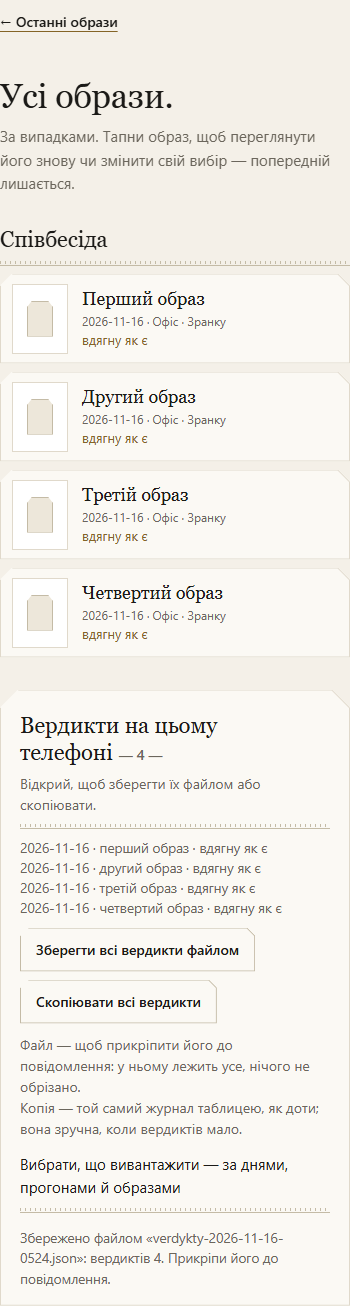 ← Останні образи
Усі образи.
За випадками. Тапни образ, щоб переглянути
його знову чи змінити свій вибір — попередній
лишається.
Співбесіда
Перший образ
2026-11-16 · Офіс · Зранку
вдягну як є
Другий образ
2026-11-16 · Офіс · Зранку
вдягну як є
Третій образ
2026-11-16 · Офіс · Зранку
вдягну як є
Четвертий образ
2026-11-16 · Офіс · Зранку
вдягну як є
Вердикти на цьому
телефоні — 4 —
Відкрий, щоб зберегти їх файлом або
скопіювати.
2026-11-16 · перший образ · вдягну як є
2026-11-16 · другий образ · вдягну як є
2026-11-16 · третій образ · вдягну як є
2026-11-16 · четвертий образ · вдягну як є
Зберегти всі вердикти файлом
Скопіювати всі вердикти
Файл — щоб прикріпити його до
повідомлення: у ньому лежить усе, нічого не
обрізано.
Копія — той самий журнал таблицею, як доти;
вона зручна, коли вердиктів мало.
Вибрати, що вивантажити — за днями,
прогонами й образами
Збережено файлом «verdykty-2026-11-16-
0524.json»: вердиктів 4. Прикріпи його до
повідомлення.